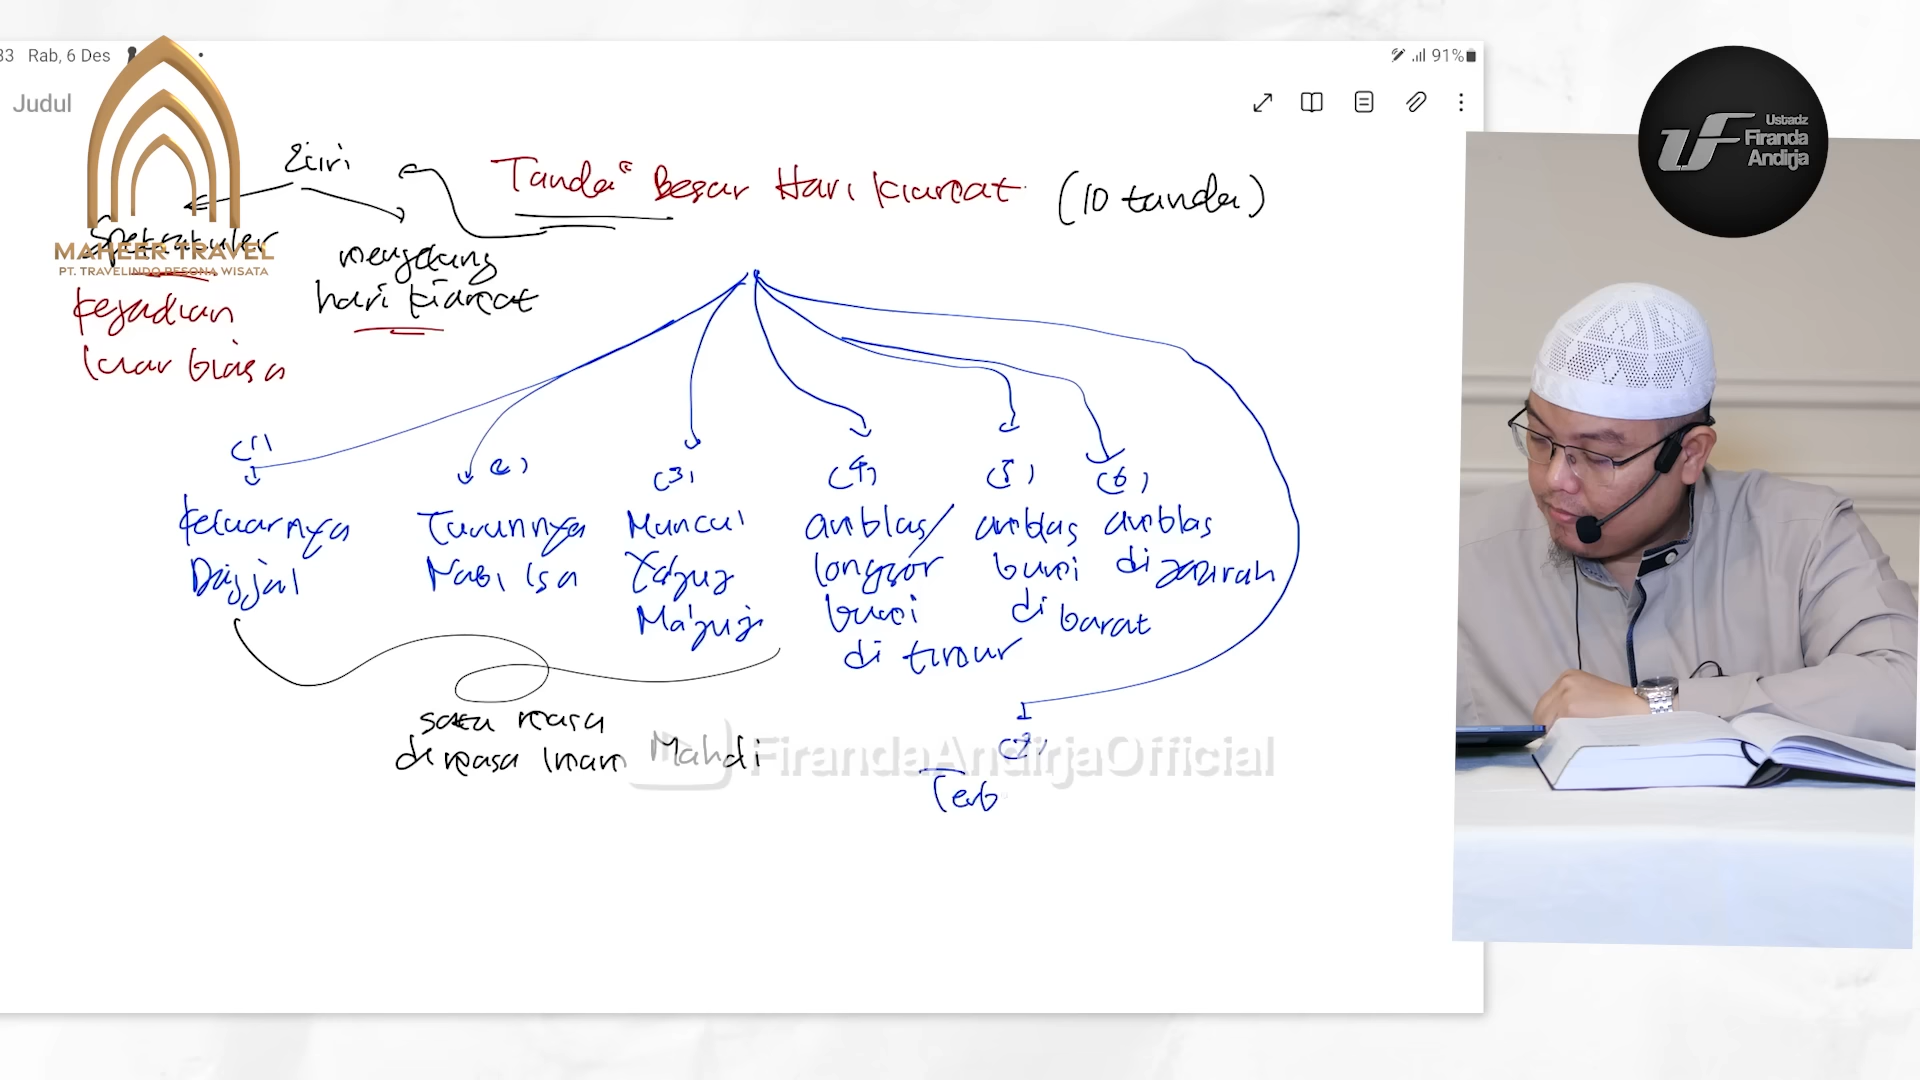 33 Rab, 6 Des
91%
Judul
2 ciri
Tanda² Besar Hari Kiamat (10 tanda)
Spektakuler
menjelang
hari kiamat
kejadian
luar biasa
MAHEER TRAVEL
PT. TRAVELINDO PESONA WISATA
Ustadz
Firanda
Andirja
(1)
keluarnya
Dajjal
(2)
Turunnya
Nabi Isa
(3)
Muncul
Ya'juj
Ma'juj
(4)
amblas/
longsor
bumi
di timur
(5)
amblas
bumi
di barat
(6)
amblas
di jazirah
satu masa
di masa Imam Mahdi
FirandaAndirjaOfficial
(7)
Terb